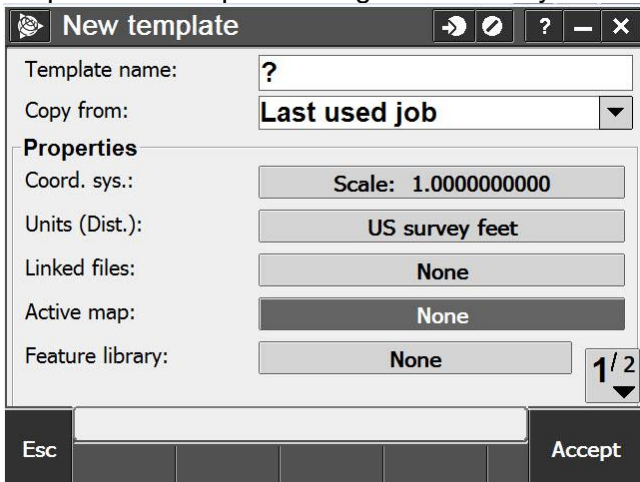 New template
?
Template name:
?
Copy from:
Last used job
Properties
Coord. sys.:
Scale: 1.0000000000
Units (Dist.):
US survey feet
Linked files:
None
Active map:
None
Feature library:
None
1/2
Esc
Accept